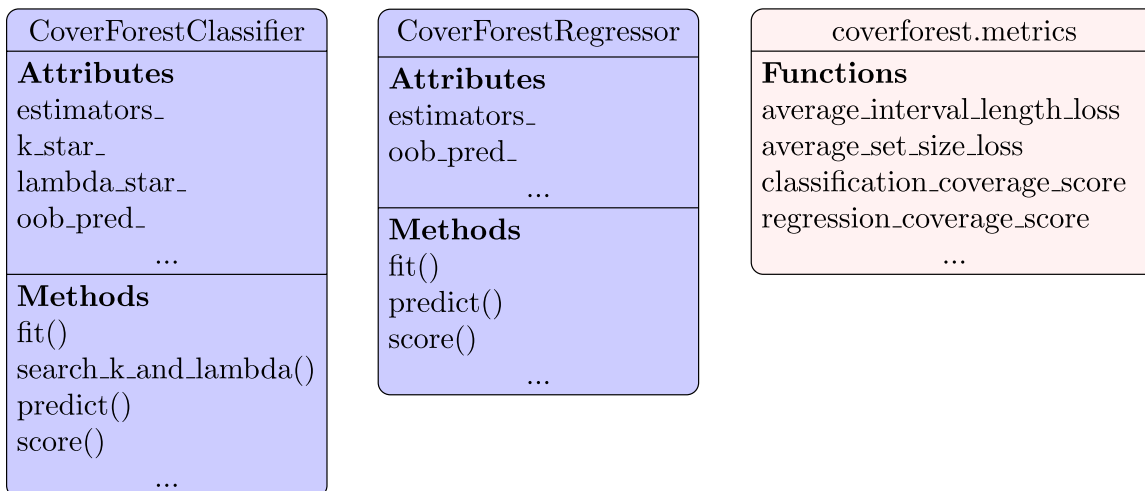 CoverForestClassifier
Attributes
estimators_
k_star_
lambda_star_
oob_pred_
...
Methods
fit()
search_k_and_lambda()
predict()
score()
...
CoverForestRegressor
Attributes
estimators_
oob_pred_
...
Methods
fit()
predict()
score()
...
coverforest.metrics
Functions
average_interval_length_loss
average_set_size_loss
classification_coverage_score
regression_coverage_score
...